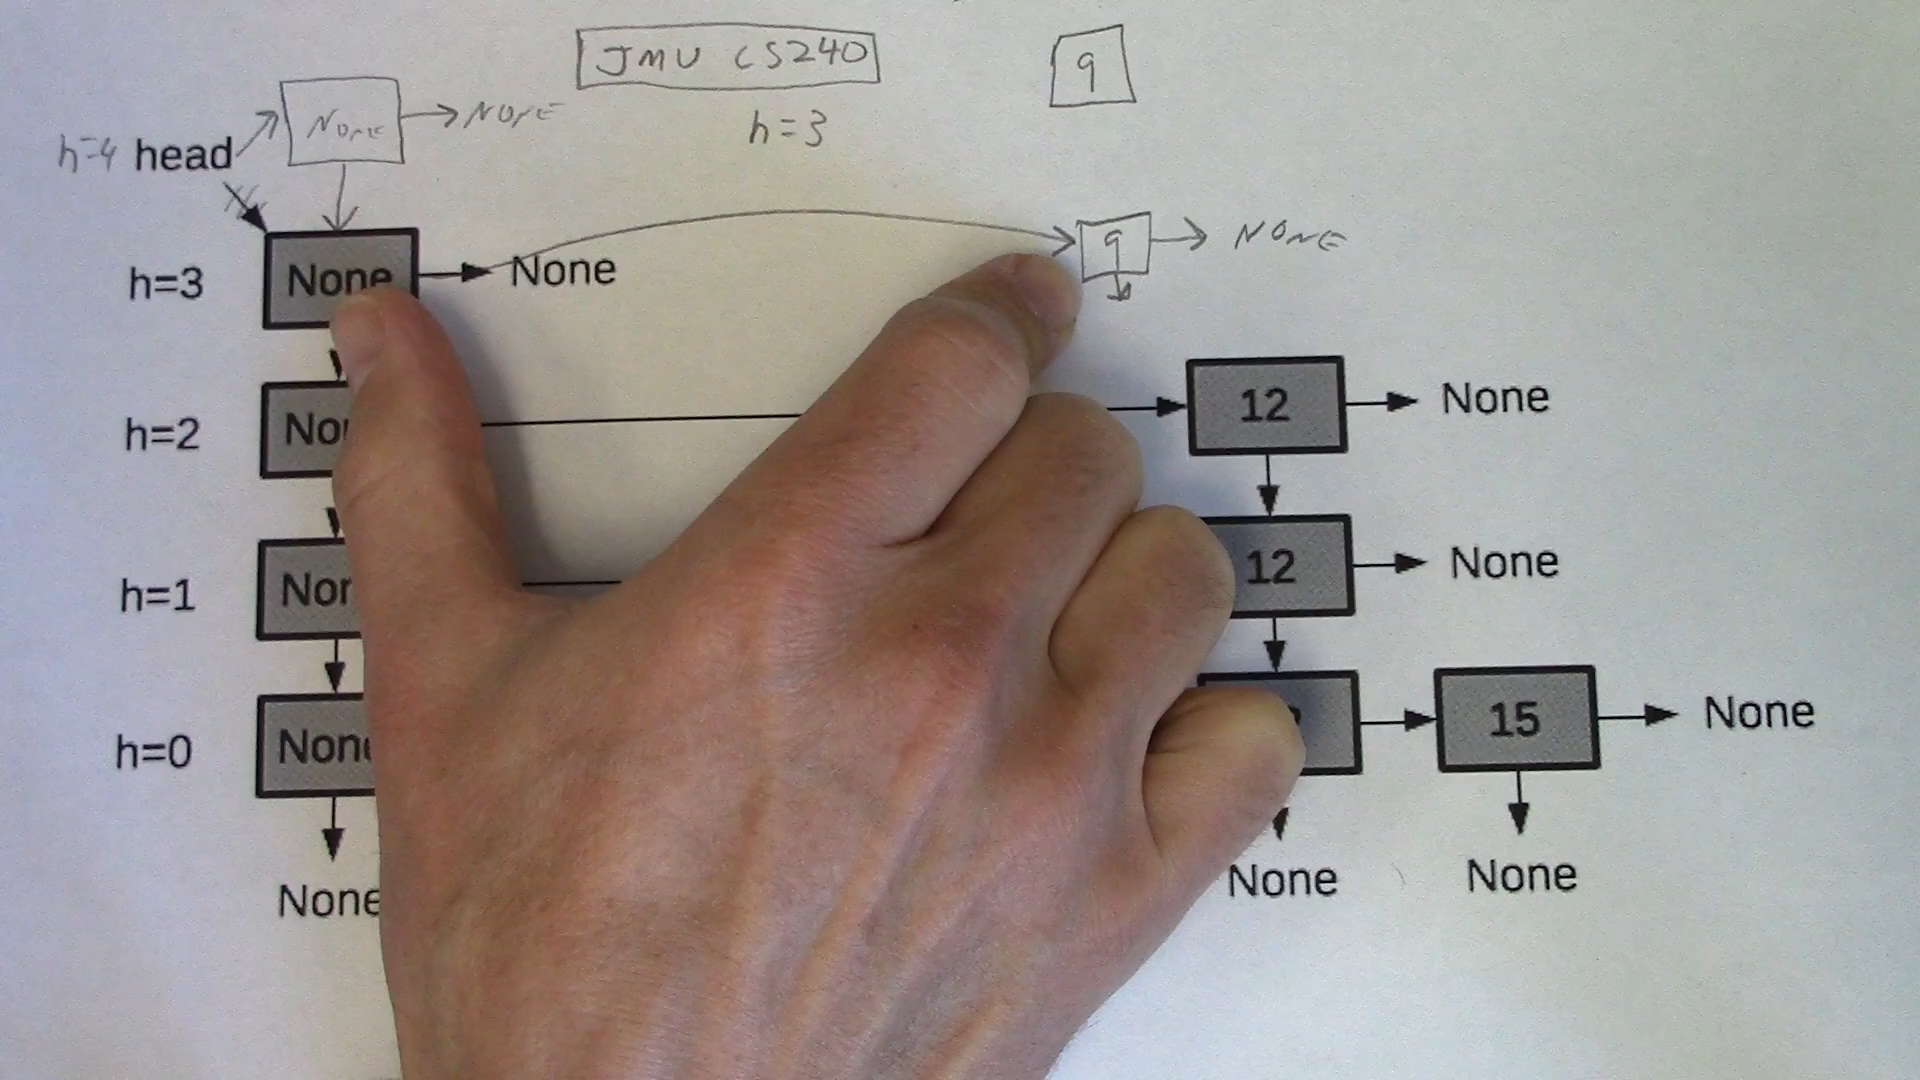 JMU CS240
9
None → None
h=3
h=4 head
9 → None
h=3 None None
h=2 12 None
h=1 12 None
h=0 None 15 None
None None None